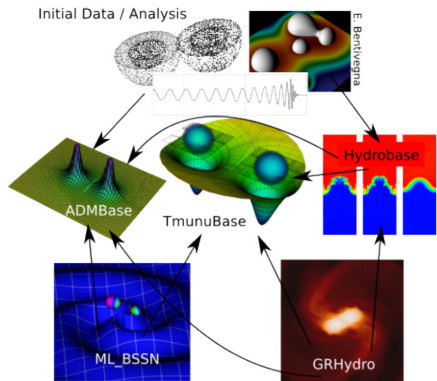 Initial Data / Analysis
E. Bentivegna
Hydrobase
ADMBase
TmunuBase
ML_BSSN
GRHydro